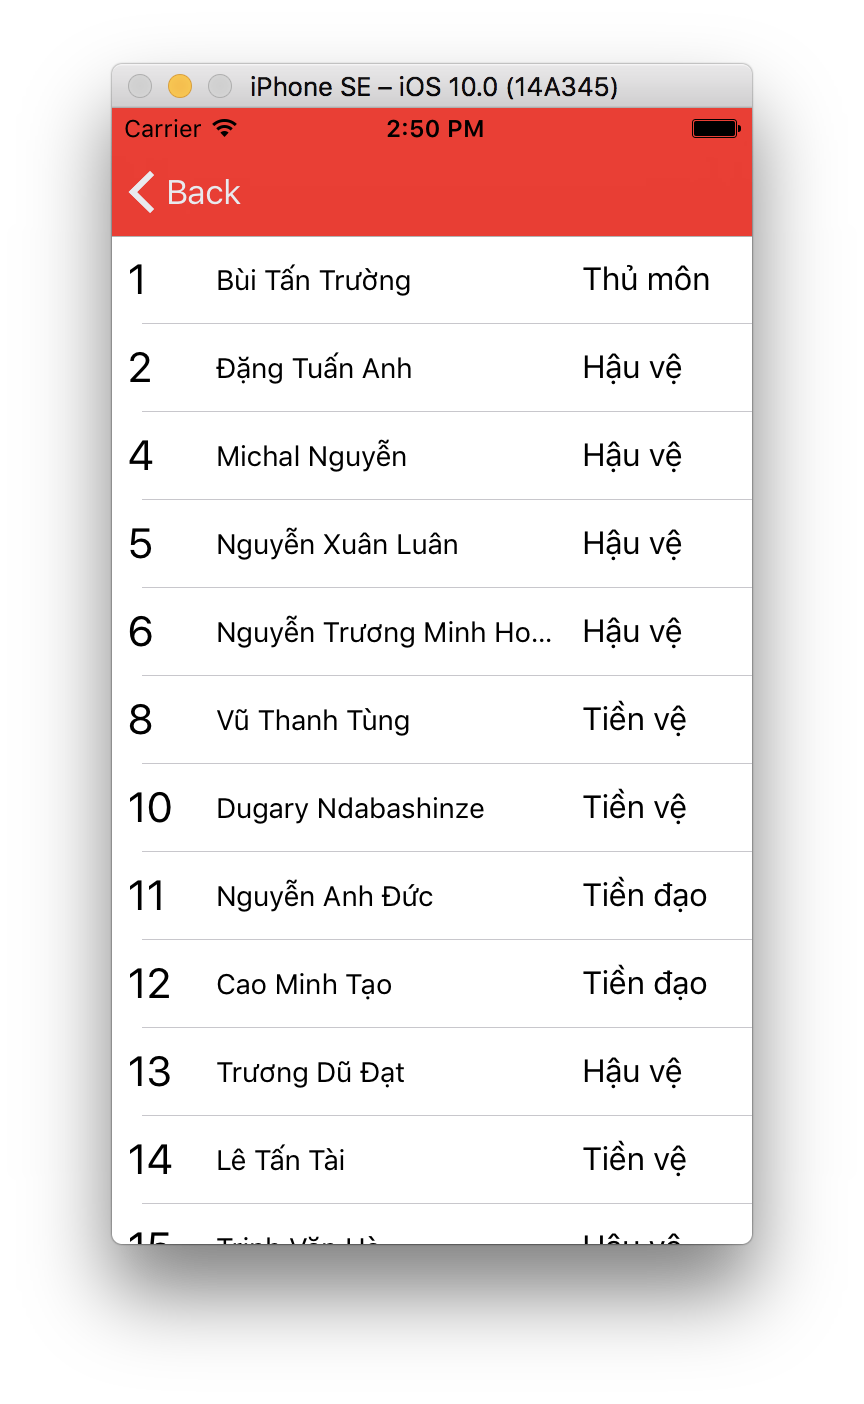 iPhone SE – iOS 10.0 (14A345)
Carrier 2:50 PM
Back
1 Bùi Tấn Trường Thủ môn
2 Đặng Tuấn Anh Hậu vệ
4 Michal Nguyễn Hậu vệ
5 Nguyễn Xuân Luân Hậu vệ
6 Nguyễn Trương Minh Ho... Hậu vệ
8 Vũ Thanh Tùng Tiền vệ
10 Dugary Ndabashinze Tiền vệ
11 Nguyễn Anh Đức Tiền đạo
12 Cao Minh Tạo Tiền đạo
13 Trương Dũ Đạt Hậu vệ
14 Lê Tấn Tài Tiền vệ
15 Văn Hậu vệ